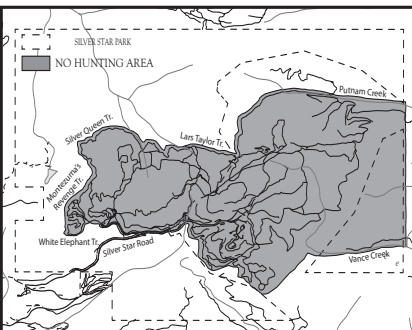 SILVER STAR PARK
NO HUNTING AREA
Putnam Creek
Silver Queen Tr.
Lars Taylor Tr.
Montezuma's
Revenge Tr.
White Elephant Tr.
Silver Star Road
Vance Creek
e